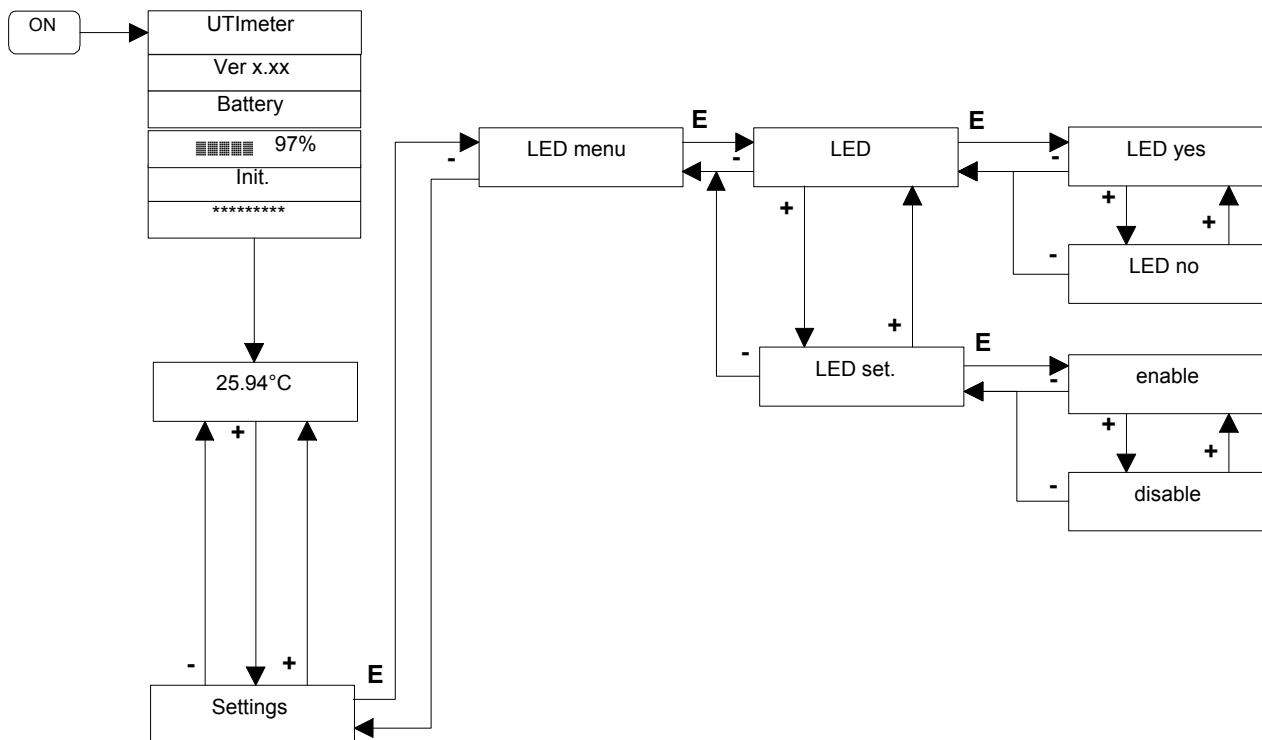 ON
UTImeter
Ver x.xx
Battery
97%
Init.
*********
25.94°C
+
-
+
Settings
E
-
LED menu
E
-
LED
+
+
-
LED set.
E
-
LED yes
+
+
-
LED no
E
-
enable
+
+
-
disable